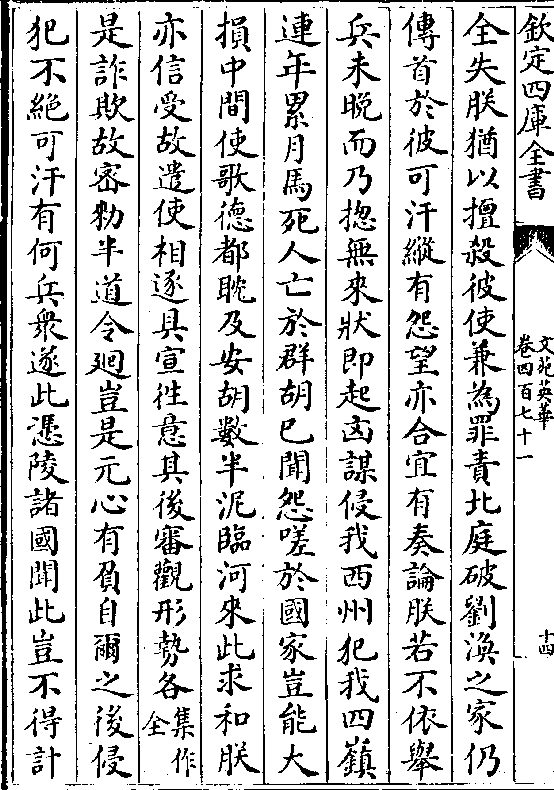 欽定四庫全書
文苑英華
卷四百七十一
十四
全失朕猶以擅殺彼使兼為罪責北庭破劉渙之家仍
傳首於彼可汗縱有怨望亦合宜有奏論朕若不依舉
兵未晚而乃揔無來狀即起㐫謀侵我西州犯我四鎮
連年累月馬死人亡於群胡巳聞怨嗟於國家豈能大
損中間使歌德都眈及安胡數半泥臨河來此求和朕
亦信受故遣使相逐具宣徃意其後審觀形勢各集作全
是詐欺故密勑半道令廻豈是元心有負自爾之後侵
犯不絕可汗有何兵衆遂此憑陵諸國聞此豈不得計